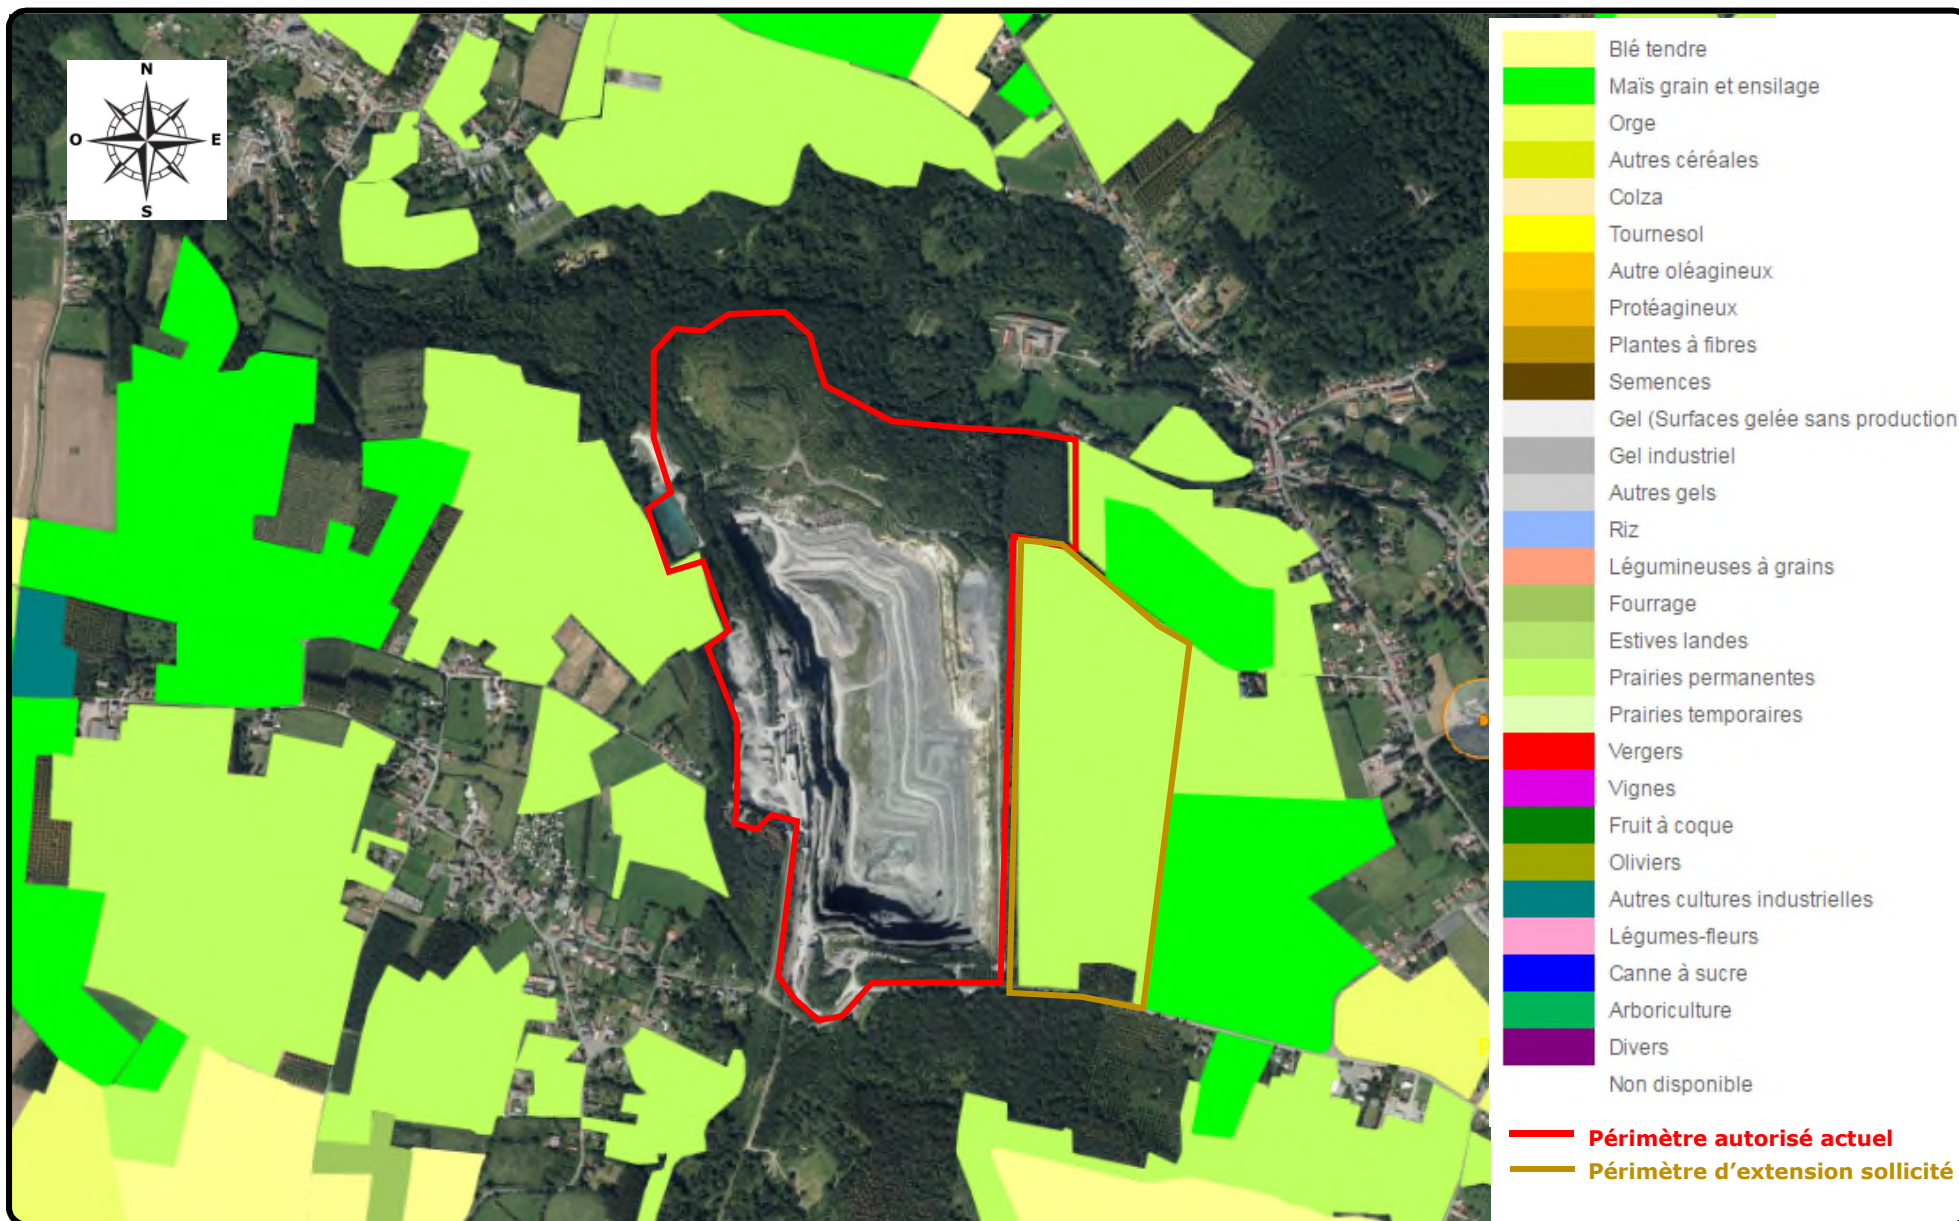 N
O
E
S
Blé tendre
Maïs grain et ensilage
Orge
Autres céréales
Colza
Tournesol
Autre oléagineux
Protéagineux
Plantes à fibres
Semences
Gel (Surfaces gelée sans production
Gel industriel
Autres gels
Riz
Légumineuses à grains
Fourrage
Estives landes
Prairies permanentes
Prairies temporaires
Vergers
Vignes
Fruit à coque
Oliviers
Autres cultures industrielles
Légumes-fleurs
Canne à sucre
Arboriculture
Divers
Non disponible
Périmètre autorisé actuel
Périmètre d’extension sollicité